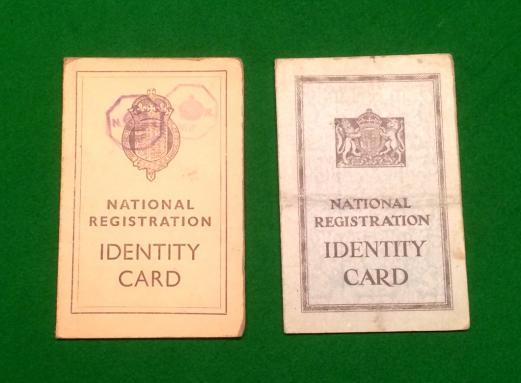 NATIONAL
REGISTRATION
IDENTITY
CARD
NATIONAL
REGISTRATION
IDENTITY
CARD